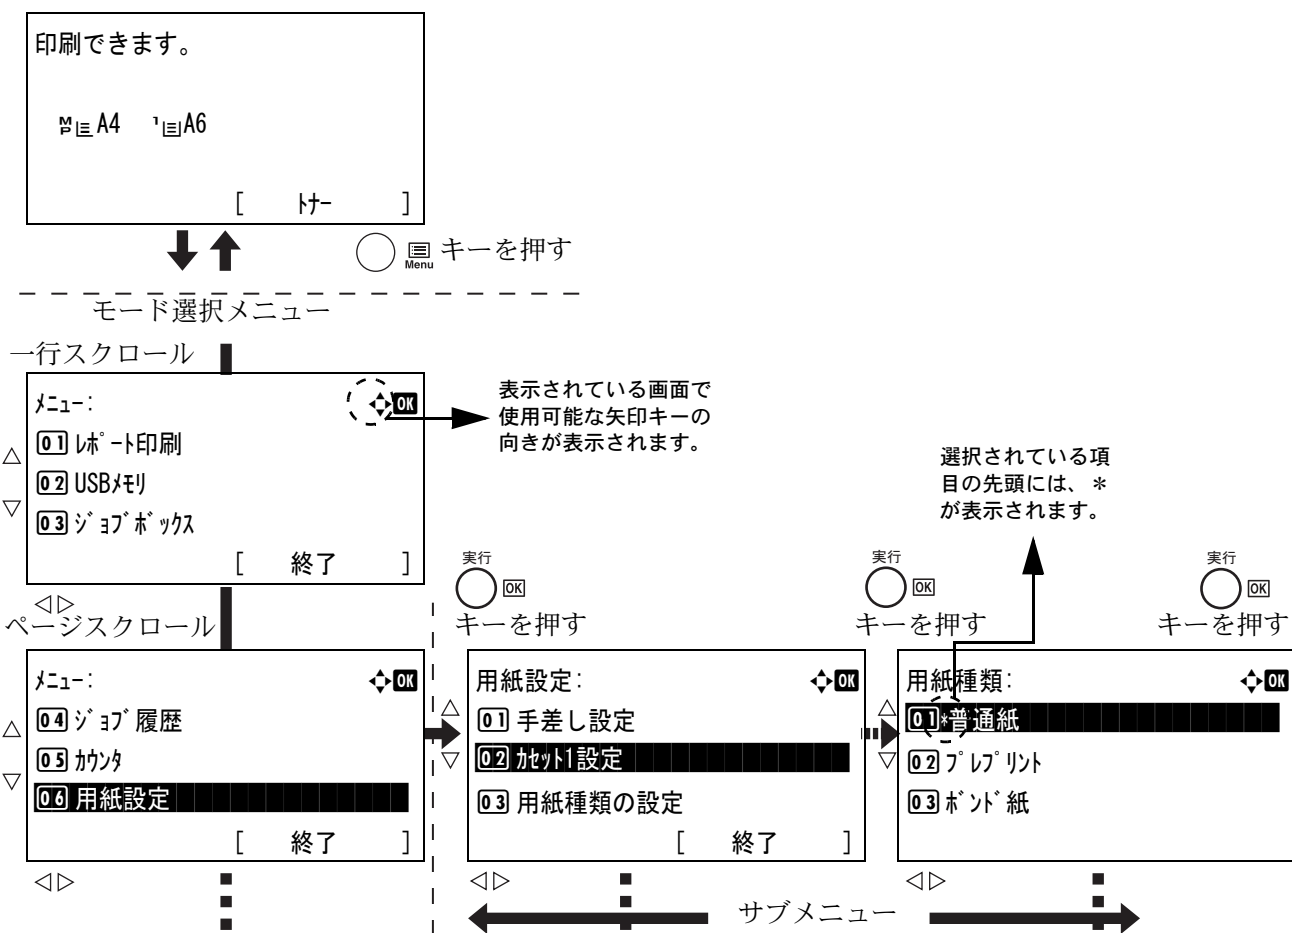 印刷できます。
MP A4 1 A6
[ ﾄﾅｰ ]
Menu キーを押す
モード選択メニュー
一行スクロール
ﾒﾆｭｰ: OK
01 ﾚﾎﾟｰﾄ印刷
02 USBﾒﾓﾘ
03 ｼﾞｮﾌﾞﾎﾞｯｸｽ
[ 終了 ]
△
▽
◁▷
表示されている画面で
使用可能な矢印キーの
向きが表示されます。
選択されている項
目の先頭には、＊
が表示されます。
ページスクロール
ﾒﾆｭｰ: OK
04 ｼﾞｮﾌﾞ履歴
05 ｶｳﾝﾀ
06 用紙設定
[ 終了 ]
△
▽
◁▷
実行
OK
キーを押す
用紙設定: OK
01 手差し設定
02 ｶｾｯﾄ1設定
03 用紙種類の設定
[ 終了 ]
△
▽
◁▷
実行
OK
キーを押す
実行
OK
キーを押す
用紙種類: OK
01 *普通紙
02 ﾌﾟﾚﾌﾟﾘﾝﾄ
03 ﾎﾞﾝﾄﾞ紙
△
▽
◁▷
サブメニュー